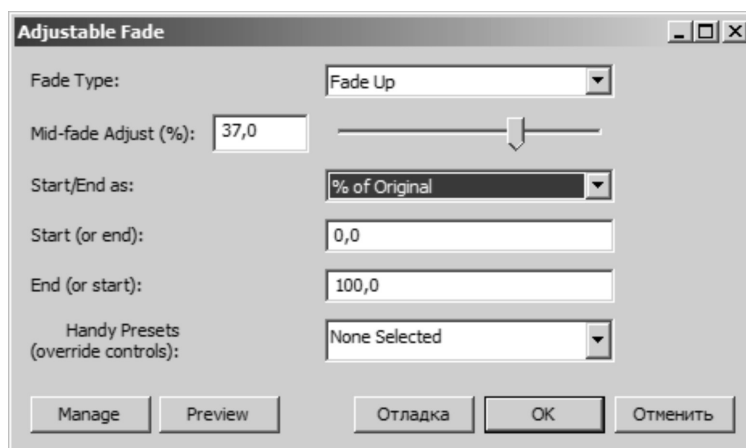 Adjustable Fade
Fade Type: Fade Up
Mid-fade Adjust (%): 37,0
Start/End as: % of Original
Start (or end): 0,0
End (or start): 100,0
Handy Presets
(override controls): None Selected
Manage Preview Отладка OK Отменить